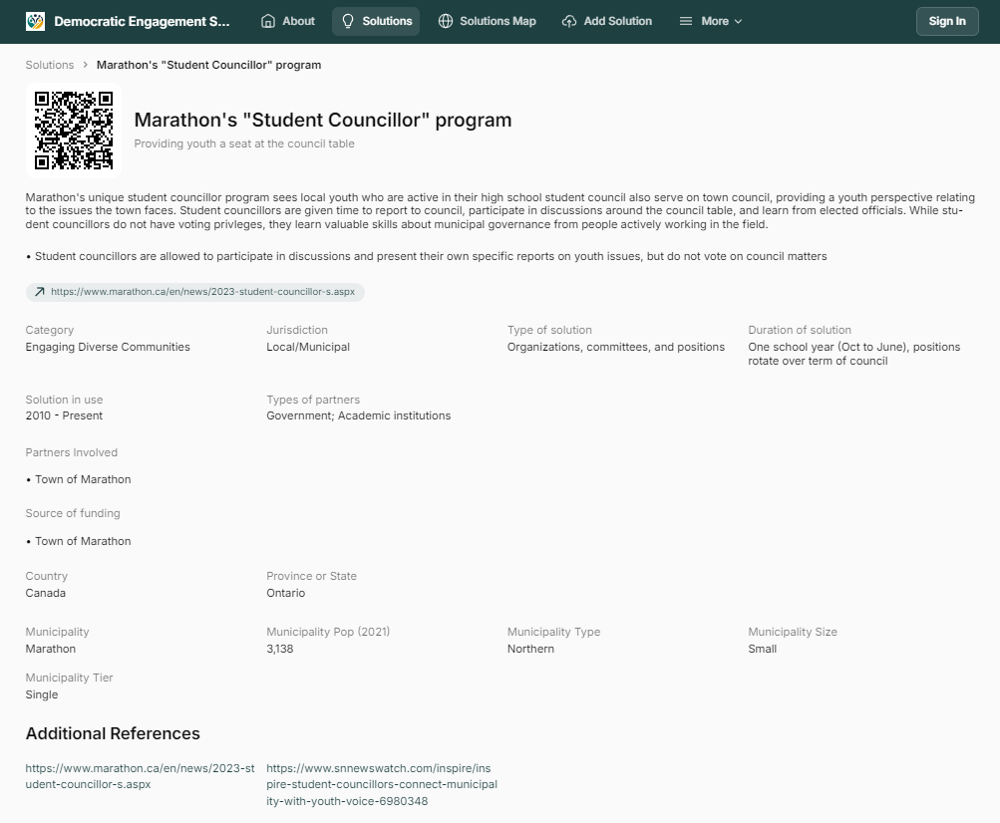 Democratic Engagement S...
About
Solutions
Solutions Map
Add Solution
More
Sign In
Solutions > Marathon's "Student Councillor" program
Marathon's "Student Councillor" program
Providing youth a seat at the council table
Marathon's unique student councillor program sees local youth who are active in their high school student council also serve on town council, providing a youth perspective relating
to the issues the town faces. Student councillors are given time to report to council, participate in discussions around the council table, and learn from elected officials. While stu-
dent councillors do not have voting privleges, they learn valuable skills about municipal governance from people actively working in the field.
• Student councillors are allowed to participate in discussions and present their own specific reports on youth issues, but do not vote on council matters
https://www.marathon.ca/en/news/2023-student-councillor-s.aspx
Category
Engaging Diverse Communities
Jurisdiction
Local/Municipal
Type of solution
Organizations, committees, and positions
Duration of solution
One school year (Oct to June), positions
rotate over term of council
Solution in use
2010 - Present
Types of partners
Government; Academic institutions
Partners Involved
• Town of Marathon
Source of funding
• Town of Marathon
Country
Canada
Province or State
Ontario
Municipality
Marathon
Municipality Pop (2021)
3,138
Municipality Type
Northern
Municipality Size
Small
Municipality Tier
Single
Additional References
https://www.marathon.ca/en/news/2023-st
udent-councillor-s.aspx
https://www.snnewswatch.com/inspire/ins
pire-student-councillors-connect-municipal
ity-with-youth-voice-6980348